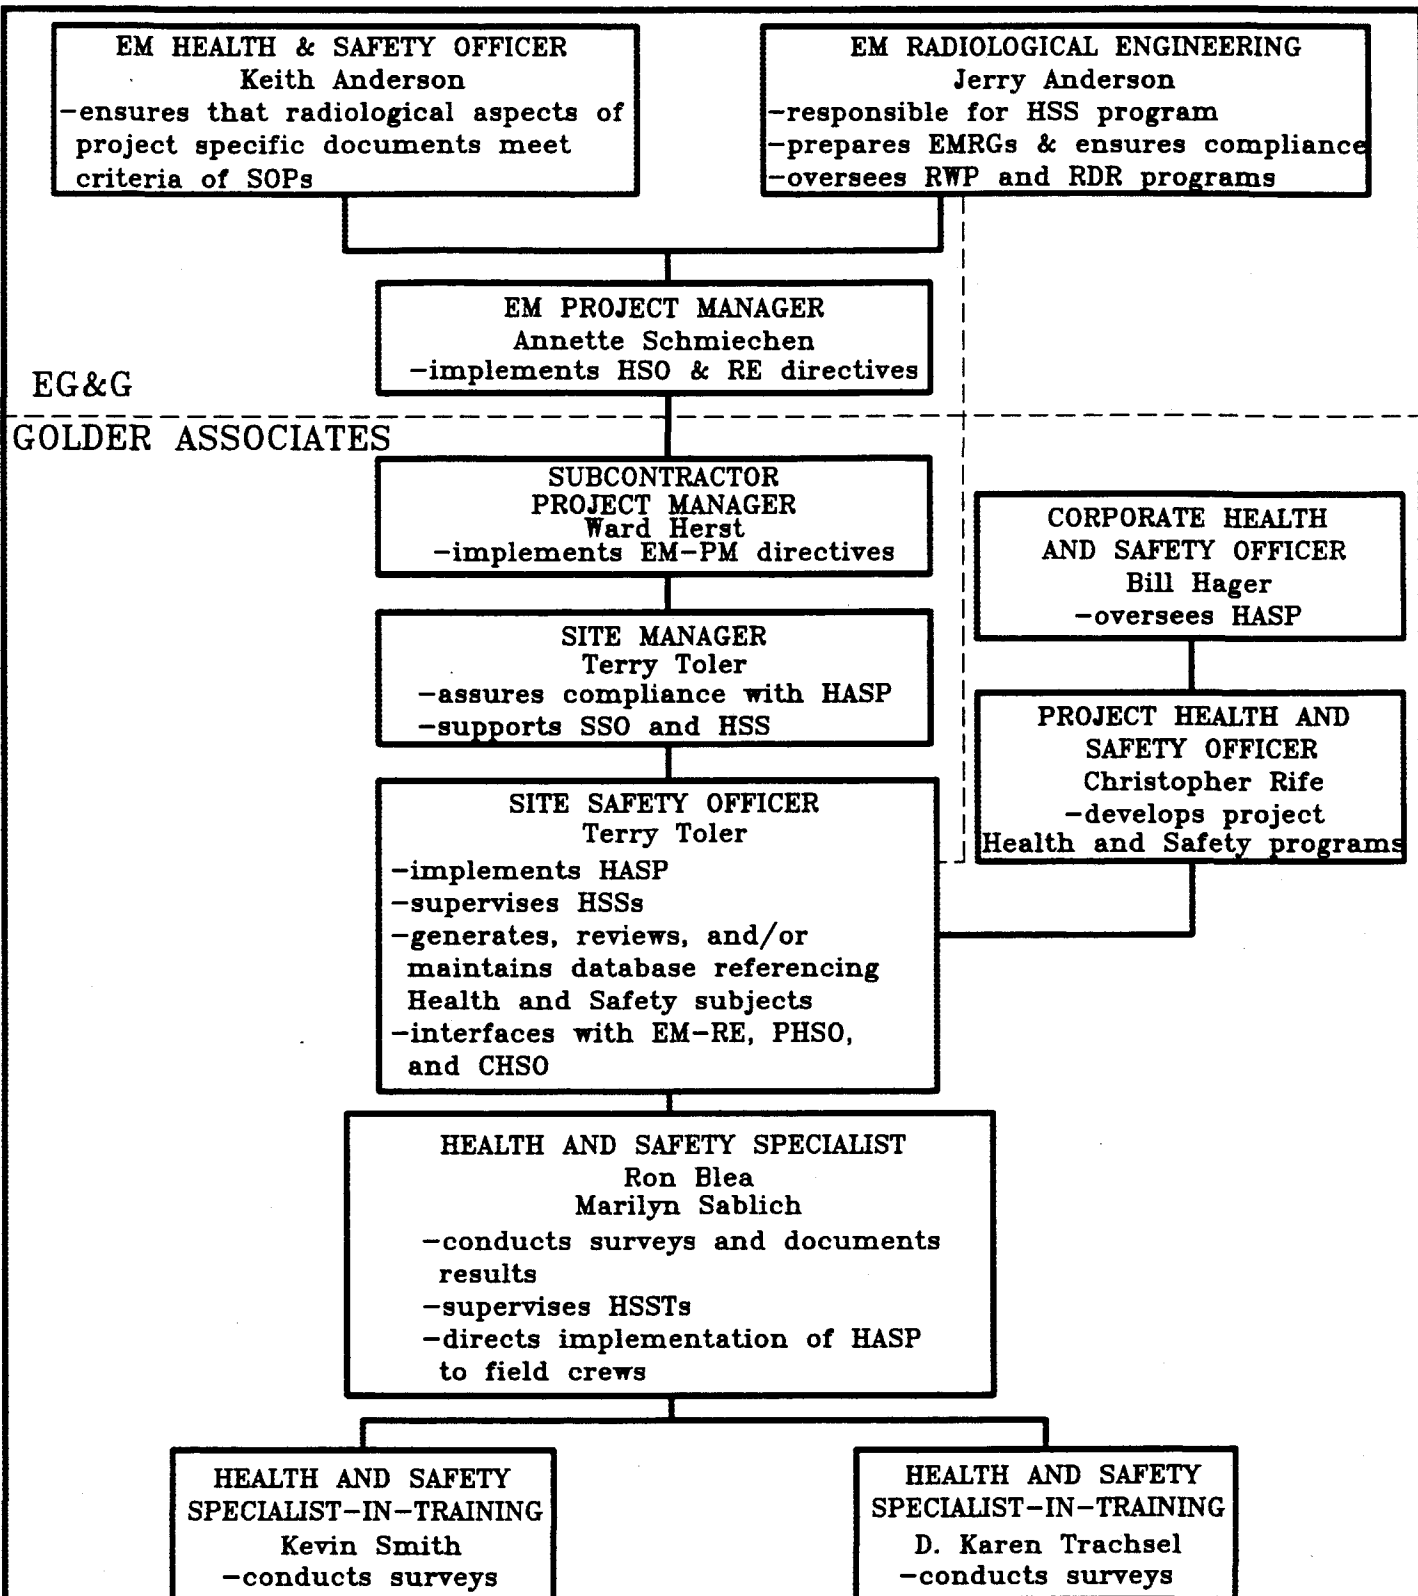 EM HEALTH & SAFETY OFFICER
Keith Anderson
-ensures that radiological aspects of
project specific documents meet
criteria of SOPs
EM RADIOLOGICAL ENGINEERING
Jerry Anderson
-responsible for HSS program
-prepares EMRGs & ensures compliance
-oversees RWP and RDR programs
EM PROJECT MANAGER
Annette Schmiechen
-implements HSO & RE directives
EG&G
GOLDER ASSOCIATES
SUBCONTRACTOR
PROJECT MANAGER
Ward Herst
-implements EM-PM directives
CORPORATE HEALTH
AND SAFETY OFFICER
Bill Hager
-oversees HASP
SITE MANAGER
Terry Toler
-assures compliance with HASP
-supports SSO and HSS
PROJECT HEALTH AND
SAFETY OFFICER
Christopher Rife
-develops project
Health and Safety programs
SITE SAFETY OFFICER
Terry Toler
-implements HASP
-supervises HSSs
-generates, reviews, and/or
maintains database referencing
Health and Safety subjects
-interfaces with EM-RE, PHSO,
and CHSO
HEALTH AND SAFETY SPECIALIST
Ron Blea
Marilyn Sablich
-conducts surveys and documents
results
-supervises HSSTs
-directs implementation of HASP
to field crews
HEALTH AND SAFETY
SPECIALIST-IN-TRAINING
Kevin Smith
-conducts surveys
HEALTH AND SAFETY
SPECIALIST-IN-TRAINING
D. Karen Trachsel
-conducts surveys